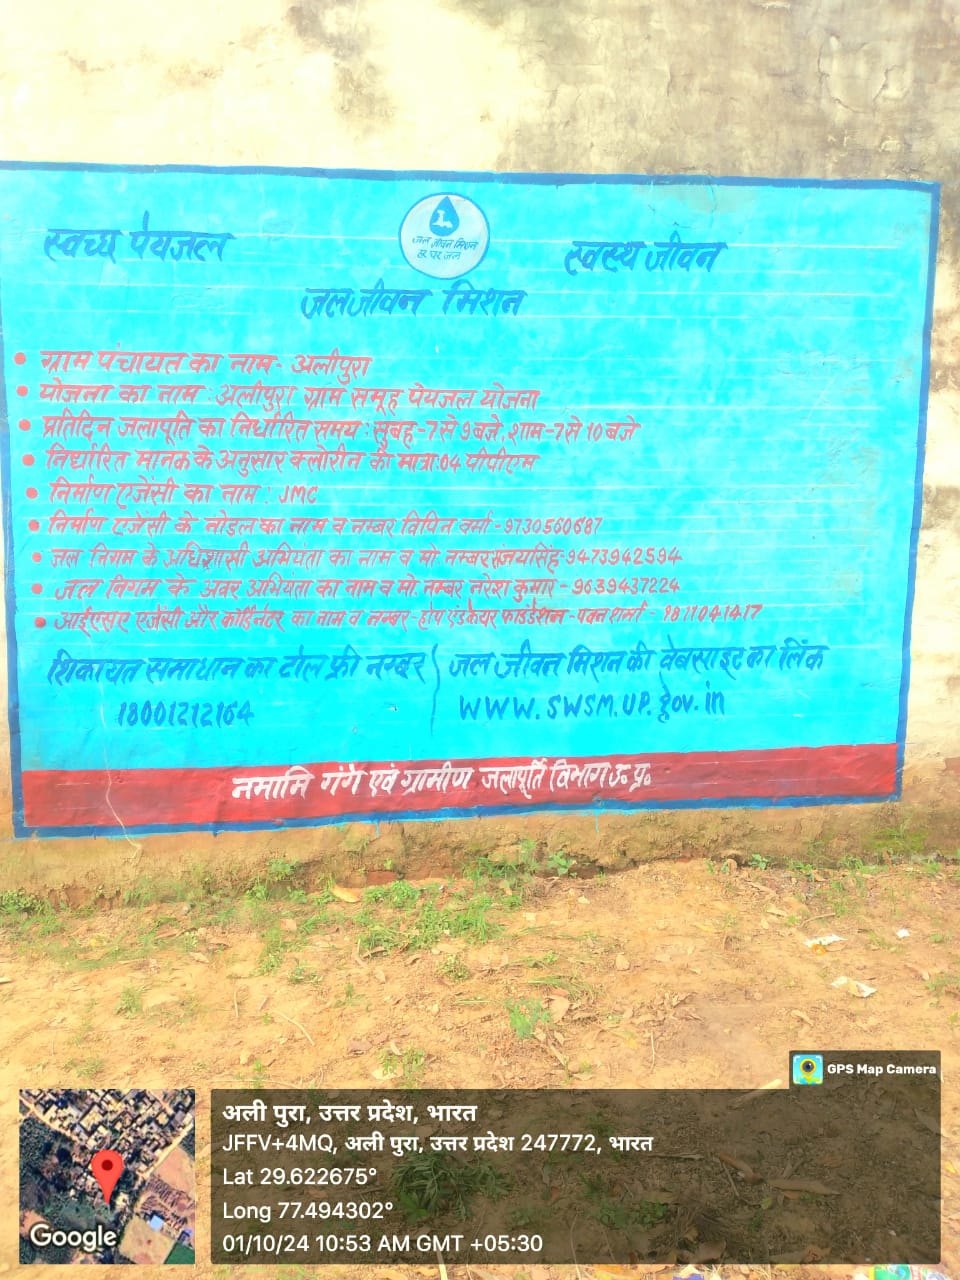 स्वच्छ पेयजल
जल जीवन मिशन
हर घर जल
स्वस्थ जीवन
जल जीवन मिशन
• ग्राम पंचायत का नाम- अलीपुरा
• योजना का नाम : अलीपुरा ग्राम समूह पेयजल योजना
• प्रतिदिन जलापूर्ति का निर्धारित समय : सुबह-7 से 9 बजे, शाम-7 से 10 बजे
• निर्धारित मानक के अनुसार क्लोरीन की मात्रा.04 पीपीएम
• निर्माण एजेंसी का नाम : JMC
• निर्माण एजेंसी के नोडल का नाम व नम्बर विपिन वर्मा -9730560687
• जल निगम के अधिशासी अभियंता का नाम व मो. नम्बर संजय सिंह-9473942594
• जल निगम के अवर अभियंता का नाम व मो. नम्बर नरेश कुमार - 9639437224
• आईएसए एजेंसी और कॉर्डिनेटर का नाम व नम्बर-होप एंड केयर फाउंडेशन-पवन शर्मा - 9811041417
शिकायत समाधान का टोल फ्री नम्बर
18001212164
जल जीवन मिशन की वेबसाइट का लिंक
WWW.SWSM.UP.gov.in
नमामि गंगे एवं ग्रामीण जलापूर्ति विभाग उ० प्र०
GPS Map Camera
अली पुरा, उत्तर प्रदेश, भारत
JFFV+4MQ, अली पुरा, उत्तर प्रदेश 247772, भारत
Lat 29.622675°
Long 77.494302°
01/10/24 10:53 AM GMT +05:30
Google